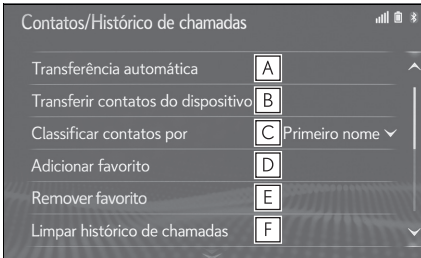 Contatos/Histórico de chamadas
Transferência automática A
Transferir contatos do dispositivo B
Classificar contatos por C Primeiro nome
Adicionar favorito D
Remover favorito E
Limpar histórico de chamadas F